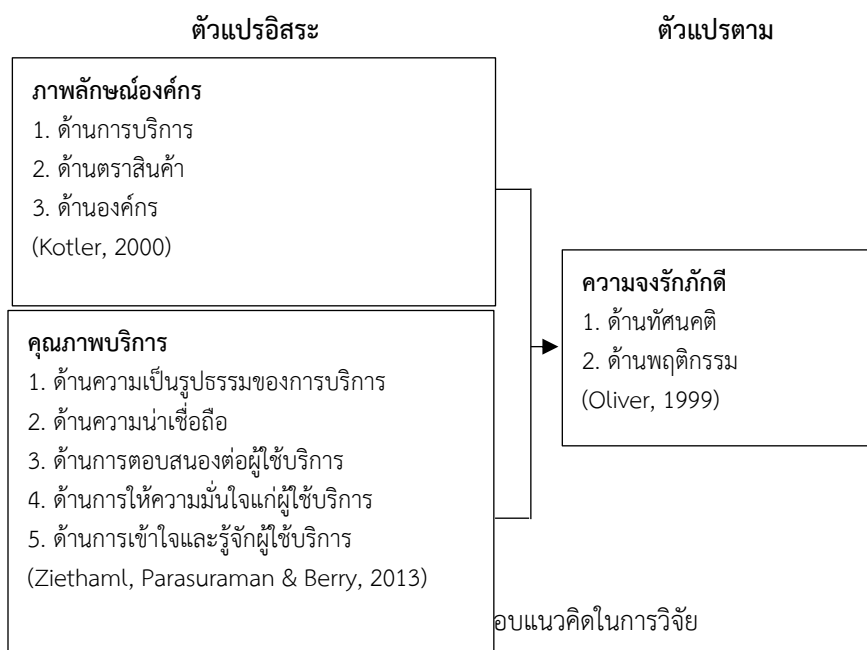 ตัวแปรอิสระ
ตัวแปรตาม
ภาพลักษณ์องค์กร
1. ด้านการบริการ
2. ด้านตราสินค้า
3. ด้านองค์กร
(Kotler, 2000)
คุณภาพบริการ
1. ด้านความเป็นรูปธรรมของการบริการ
2. ด้านความน่าเชื่อถือ
3. ด้านการตอบสนองต่อผู้ใช้บริการ
4. ด้านการให้ความมั่นใจแก่ผู้ใช้บริการ
5. ด้านการเข้าใจและรู้จักผู้ใช้บริการ
(Ziethaml, Parasuraman & Berry, 2013)
ความจงรักภักดี
1. ด้านทัศนคติ
2. ด้านพฤติกรรม
(Oliver, 1999)
อบแนวคิดในการวิจัย